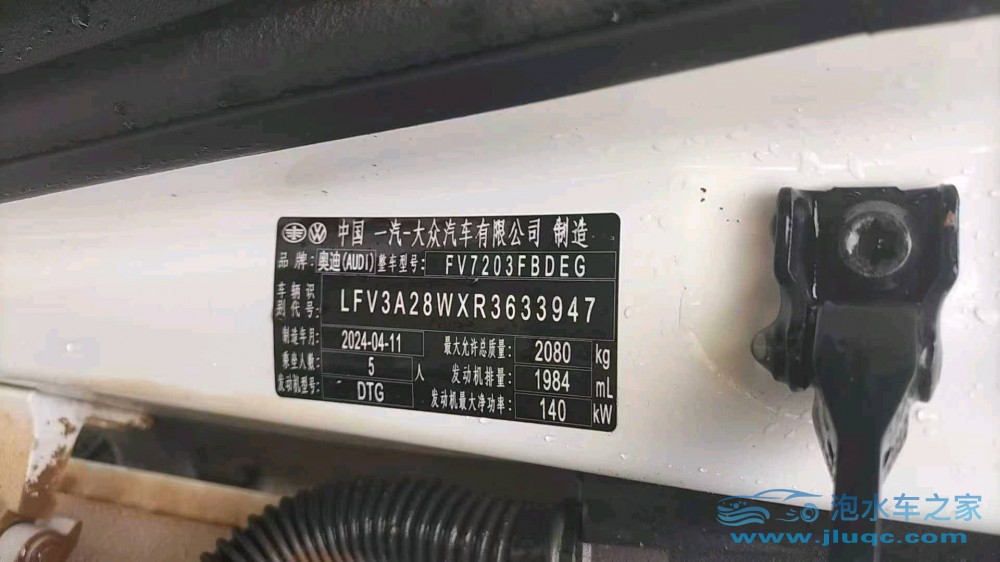 中国 一汽-大众汽车有限公司 制造
品牌: 奥迪(AUDI) 整车型号: FV7203FBDEG
车辆识别代号: LFV3A28WXR3633947
制造年月: 2024-04-11 最大允许总质量: 2080 kg
乘坐人数: 5 人 发动机排量: 1984 mL
发动机型号: DTG 发动机最大净功率: 140 kW
泡水车之家
www.jluqc.com